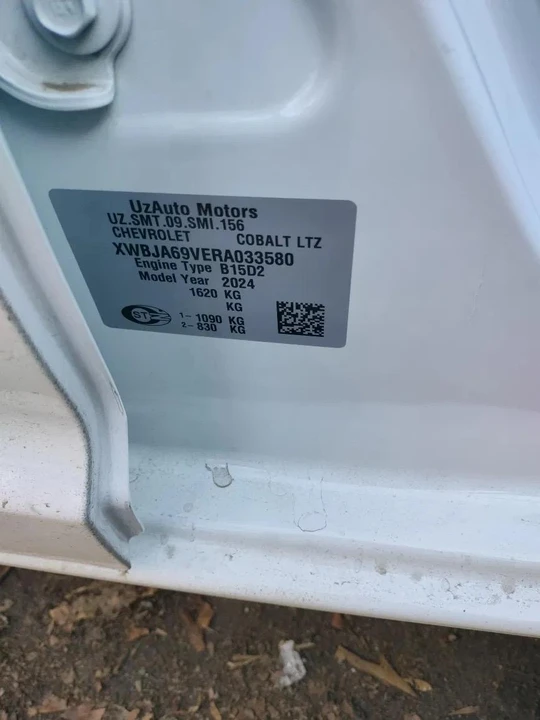 UzAuto Motors
UZ.SMT.09.SMI.156
CHEVROLET COBALT LTZ
XWBJA69VERA033580
Engine Type B15D2
Model Year 2024
1620 KG
KG
ST 1– 1090 KG
2– 830 KG